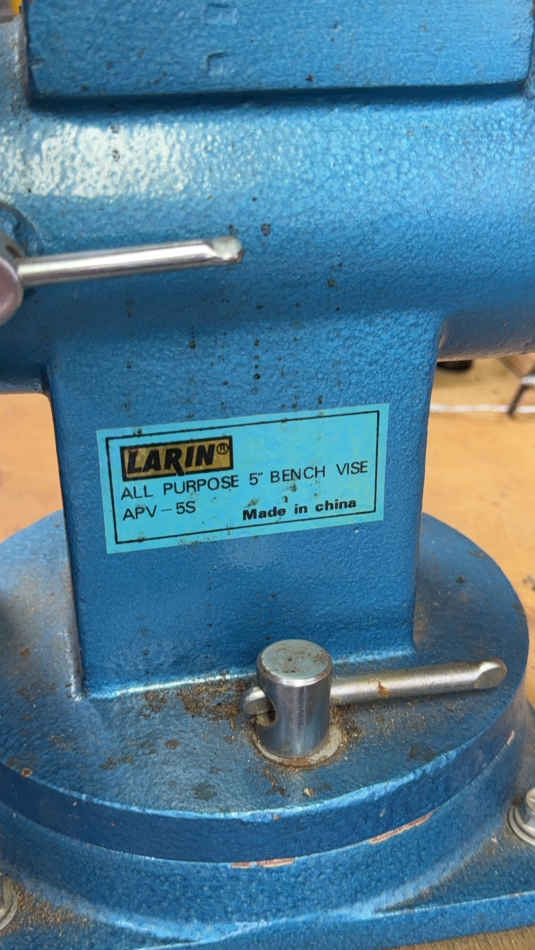 LARIN®
ALL PURPOSE 5" BENCH VISE
APV-5S Made in china